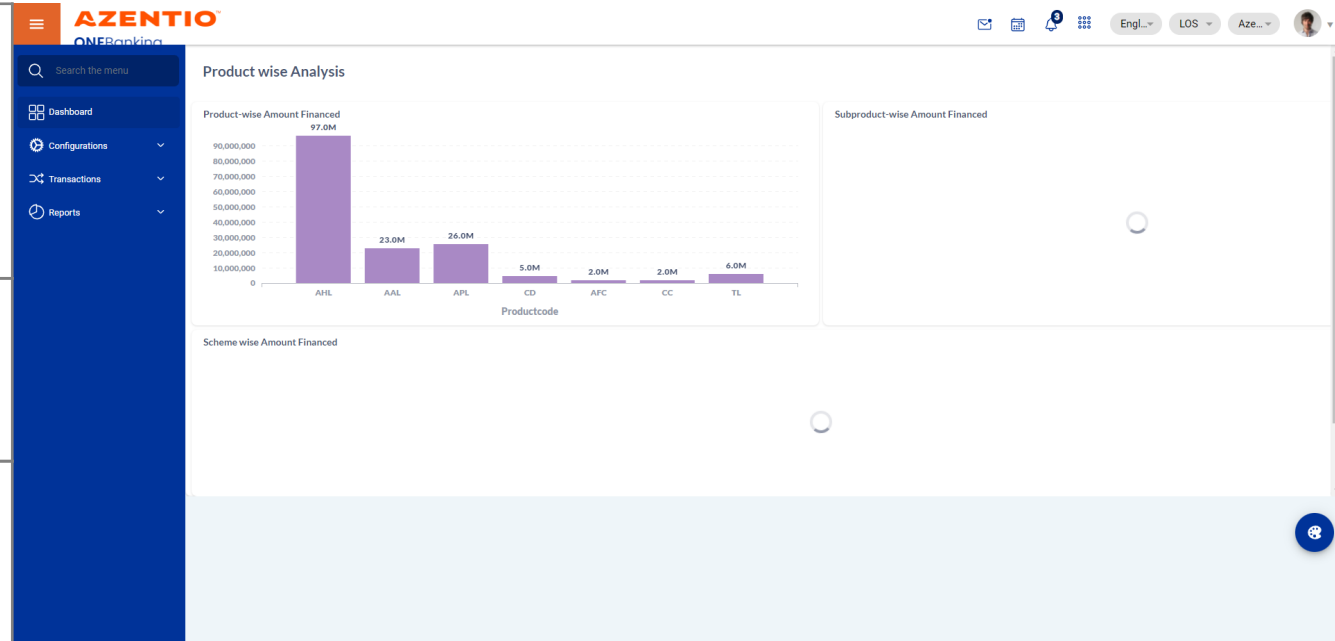 AZENTIO
ONEBanking
3
Engl...
LOS
Aze...
Search the menu
Dashboard
Configurations
Transactions
Reports
Product wise Analysis
Product-wise Amount Financed
97.0M
90,000,000
80,000,000
70,000,000
60,000,000
50,000,000
40,000,000
30,000,000
20,000,000
10,000,000
0
23.0M
26.0M
5.0M
2.0M
2.0M
6.0M
AHL AAL APL CD AFC CC TL
Productcode
Subproduct-wise Amount Financed
Scheme wise Amount Financed